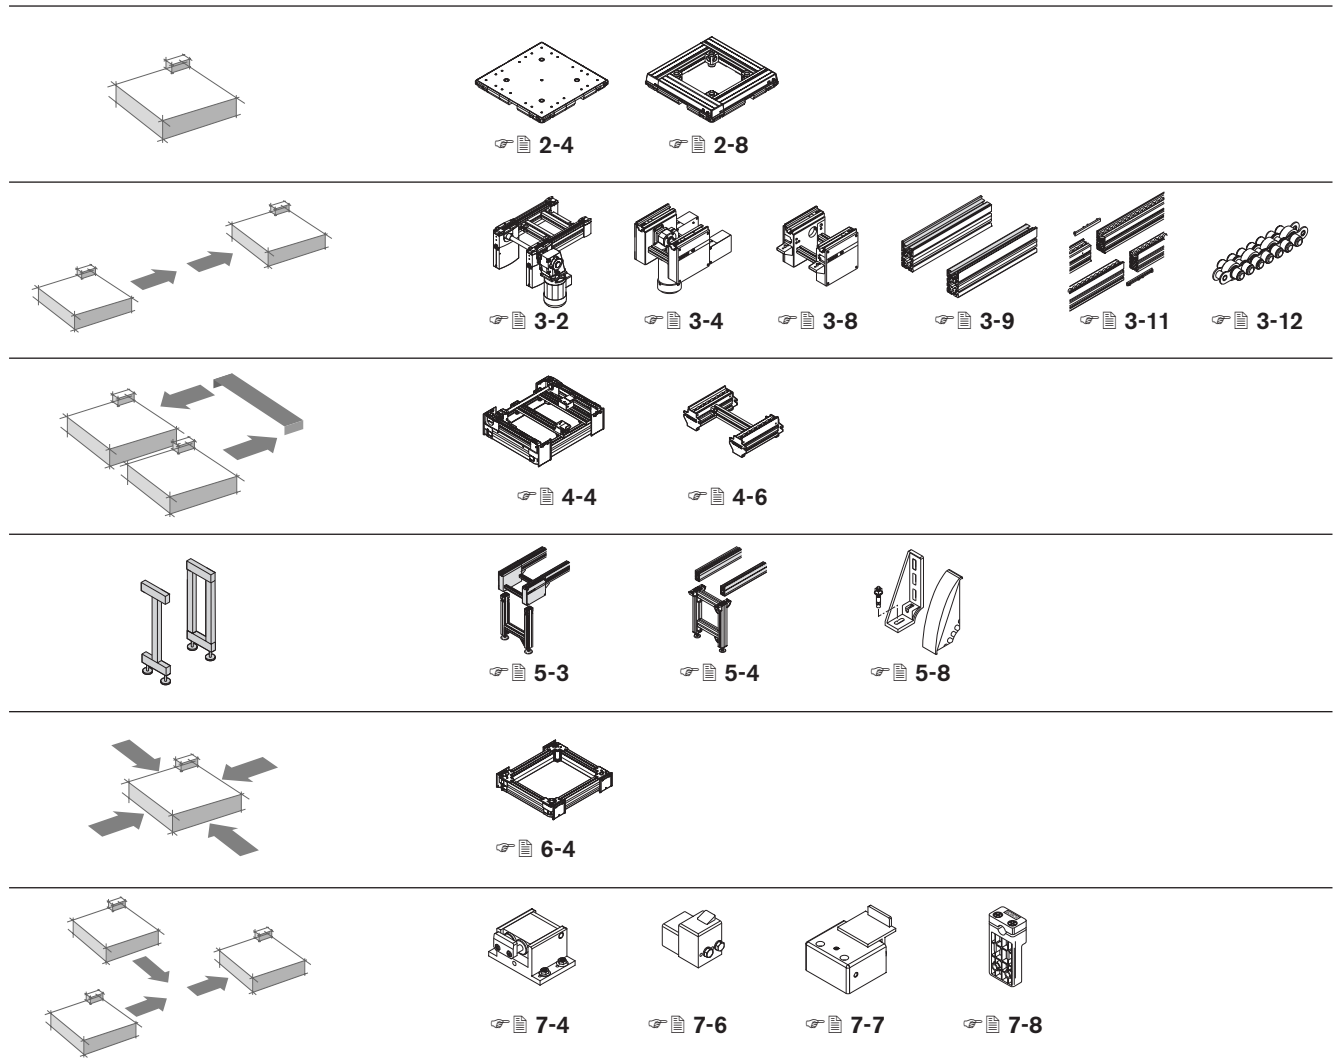 ☞ 2-4 ☞ 2-8
☞ 3-2 ☞ 3-4 ☞ 3-8 ☞ 3-9 ☞ 3-11 ☞ 3-12
☞ 4-4 ☞ 4-6
☞ 5-3 ☞ 5-4 ☞ 5-8
☞ 6-4
☞ 7-4 ☞ 7-6 ☞ 7-7 ☞ 7-8